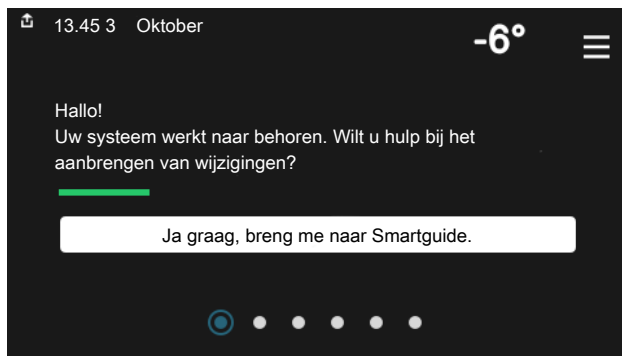 13.45 3 Oktober
-6°
Hallo!
Uw systeem werkt naar behoren. Wilt u hulp bij het
aanbrengen van wijzigingen?
Ja graag, breng me naar Smartguide.